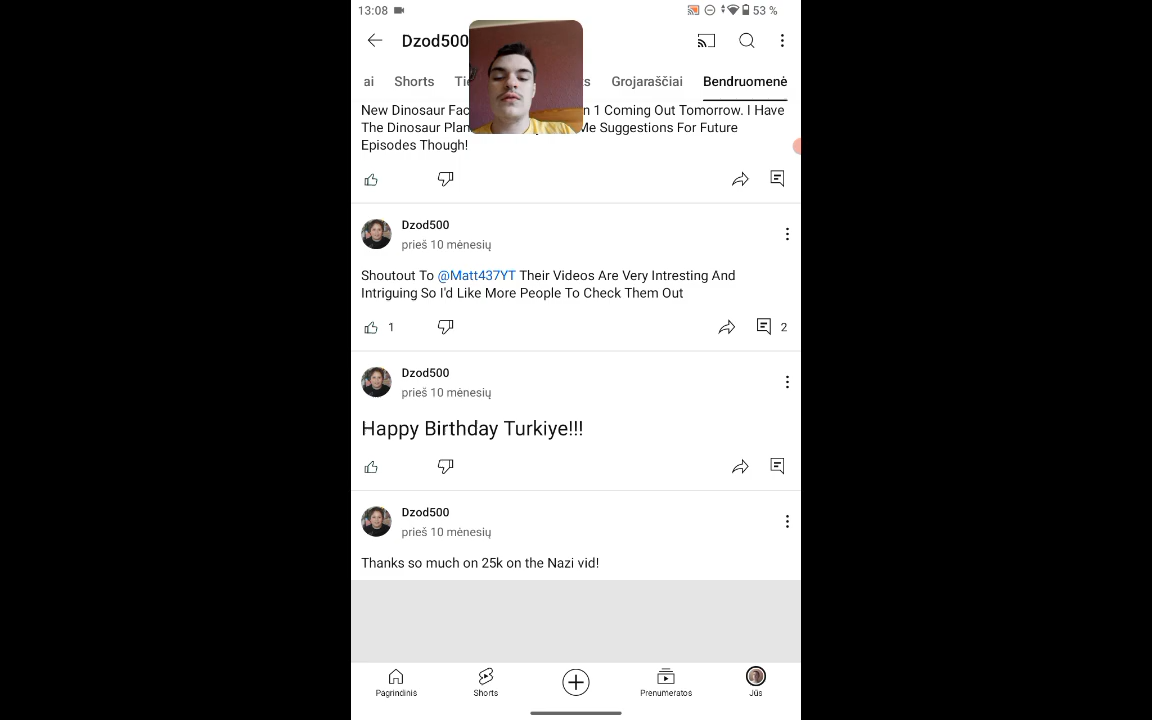 13:08 53 %
Dzod500
ai Shorts Grojaraščiai Bendruomenė
New Dinosaur 1 Coming Out Tomorrow. I Have
The Dinosaur Me Suggestions For Future
Episodes Though!
Dzod500
prieš 10 mėnesių
Shoutout To @Matt437YT Their Videos Are Very Intresting And
Intriguing So I'd Like More People To Check Them Out
1 2
Dzod500
prieš 10 mėnesių
Happy Birthday Turkiye!!!
Dzod500
prieš 10 mėnesių
Thanks so much on 25k on the Nazi vid!
Pagrindinis Shorts Prenumeratos Jūs